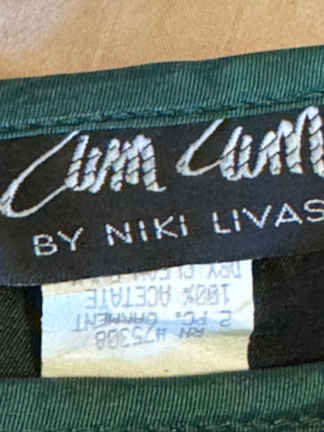 Cum Cum
BY NIKI LIVAS
RN #75308
2 PC. GARMENT
100% ACETATE
DRY CLEAN